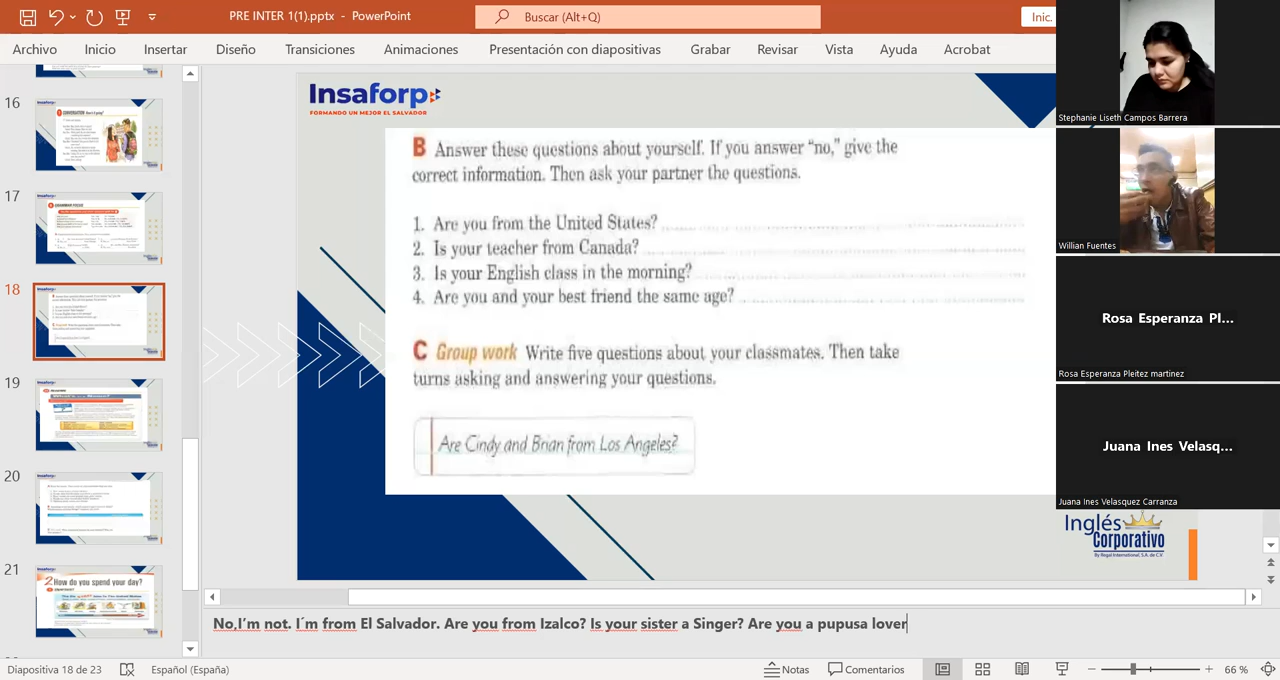 PRE INTER 1(1).pptx - PowerPoint
Buscar (Alt+Q)
Inic.
Archivo Inicio Insertar Diseño Transiciones Animaciones Presentación con diapositivas Grabar Revisar Vista Ayuda Acrobat
16
17
18
19
20
21
2 How do you spend your day?
Insaforp
FORMANDO UN MEJOR EL SALVADOR
B Answer these questions about yourself. If you answer "no," give the
correct information. Then ask your partner the questions.
1. Are you from the United States?
2. Is your teacher from Canada?
3. Is your English class in the morning?
4. Are you and your best friend the same age?
C Group work Write five questions about your classmates. Then take
turns asking and answering your questions.
Are Cindy and Brian from Los Angeles?
Inglés
Corporativo
By Regal International, S.A. de C.V
Stephanie Liseth Campos Barrera
Willian Fuentes
Rosa Esperanza Pl...
Rosa Esperanza Pleitez martinez
Juana Ines Velasq...
Juana Ines Velasquez Carranza
No,I'm not. I´m from El Salvador. Are you from Izalco? Is your sister a Singer? Are you a pupusa lover
Diapositiva 18 de 23 Español (España) Notas Comentarios 66 %